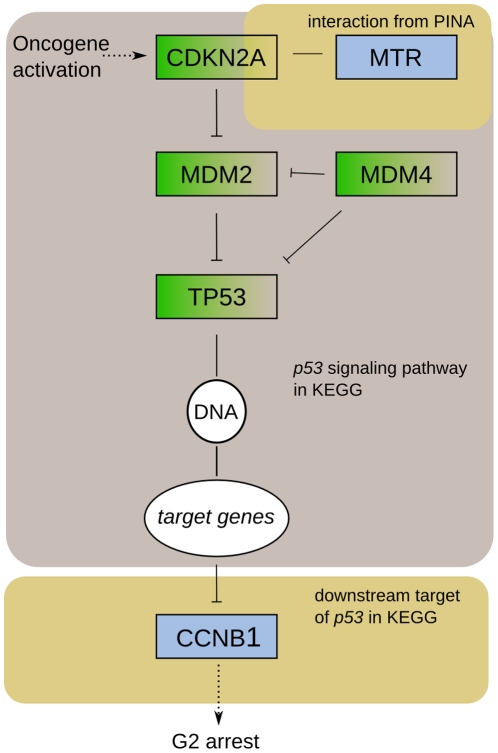 interaction from PINA
Oncogene
activation
CDKN2A
MTR
MDM2
MDM4
TP53
p53 signaling pathway
in KEGG
DNA
target genes
downstream target
of p53 in KEGG
CCNB1
G2 arrest